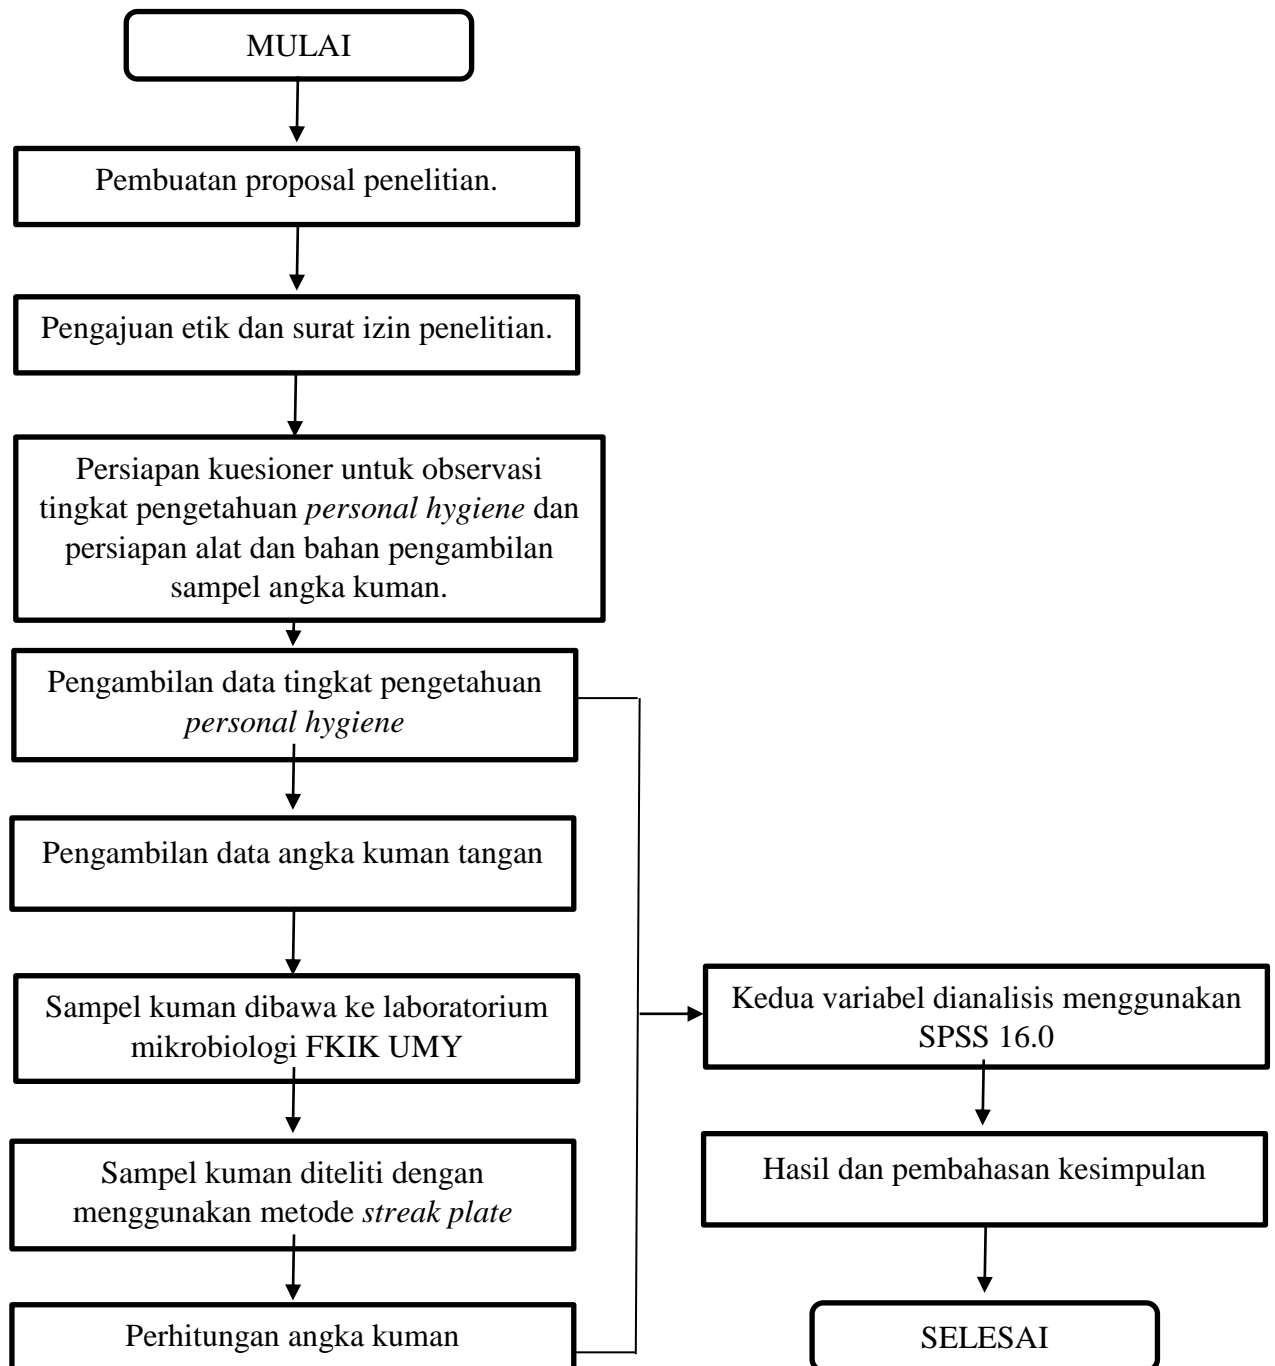 MULAI
Pembuatan proposal penelitian.
Pengajuan etik dan surat izin penelitian.
Persiapan kuesioner untuk observasi
tingkat pengetahuan personal hygiene dan
persiapan alat dan bahan pengambilan
sampel angka kuman.
Pengambilan data tingkat pengetahuan
personal hygiene
Pengambilan data angka kuman tangan
Sampel kuman dibawa ke laboratorium
mikrobiologi FKIK UMY
Sampel kuman diteliti dengan
menggunakan metode streak plate
Perhitungan angka kuman
Kedua variabel dianalisis menggunakan
SPSS 16.0
Hasil dan pembahasan kesimpulan
SELESAI